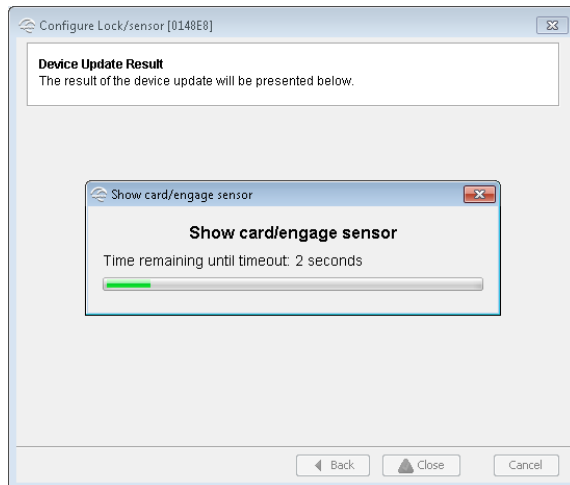 Configure Lock/sensor [0148E8]
Device Update Result
The result of the device update will be presented below.
Show card/engage sensor
Show card/engage sensor
Time remaining until timeout: 2 seconds
Back Close Cancel